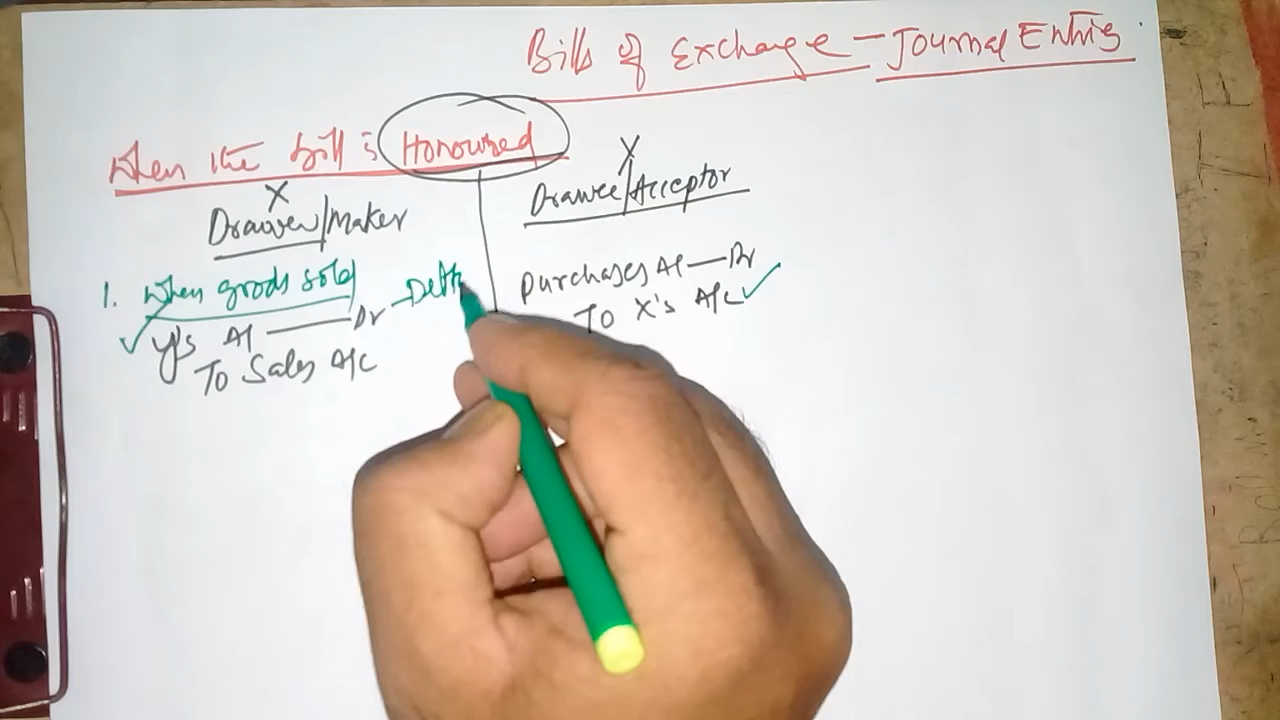 Bills of Exchange - Journal Entries
When the bill is Honoured
X
Drawer/Maker
1. When goods sold
Y's A/ Dr - Debt
To Sales A/c
X
Drawee/Acceptor
Purchases A/ Dr
To X's A/c